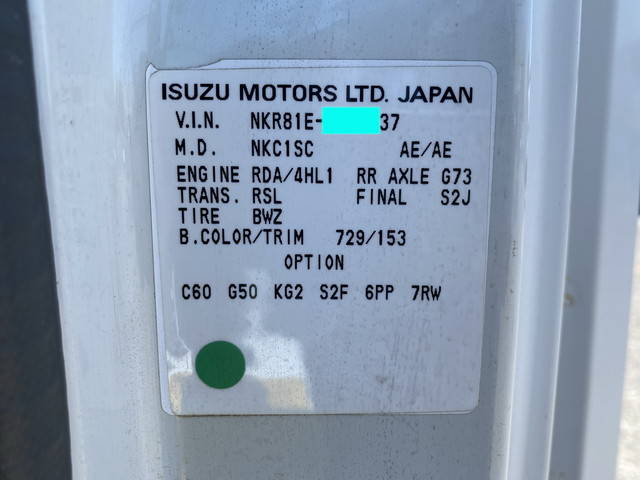 ISUZU MOTORS LTD. JAPAN
V.I.N. NKR81E-37
M.D. NKC1SC AE/AE
ENGINE RDA/4HL1 RR AXLE G73
TRANS. RSL FINAL S2J
TIRE BWZ
B.COLOR/TRIM 729/153
OPTION
C60 G50 KG2 S2F 6PP 7RW